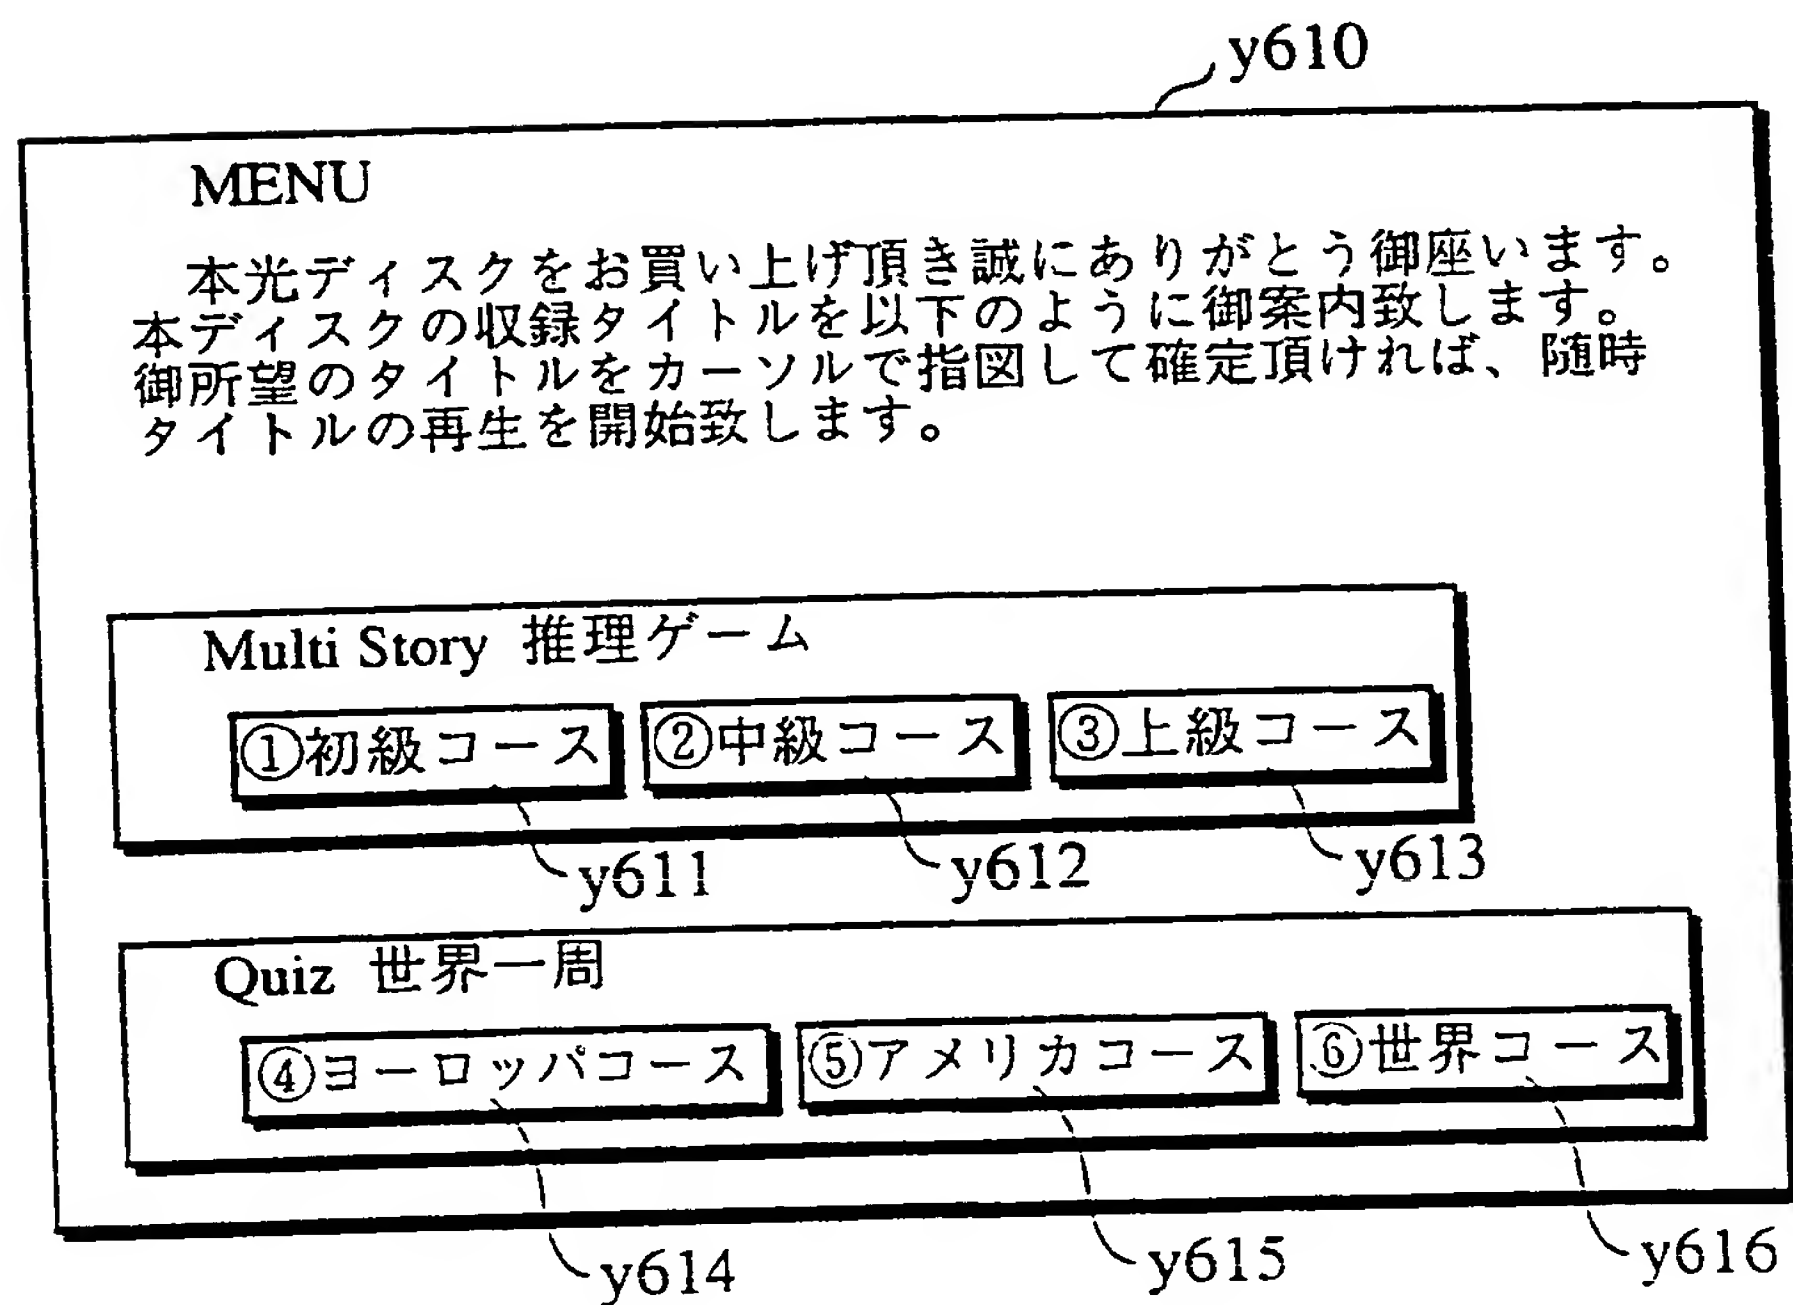 y610
MENU
本光ディスクをお買い上げ頂き誠にありがとう御座います。
本ディスクの収録タイトルを以下のように御案内致します。
御所望のタイトルをカーソルで指図して確定頂ければ、随時
タイトルの再生を開始致します。
Multi Story 推理ゲーム
①初級コース ②中級コース ③上級コース
y611 y612 y613
Quiz 世界一周
④ヨーロッパコース ⑤アメリカコース ⑥世界コース
y614 y615 y616